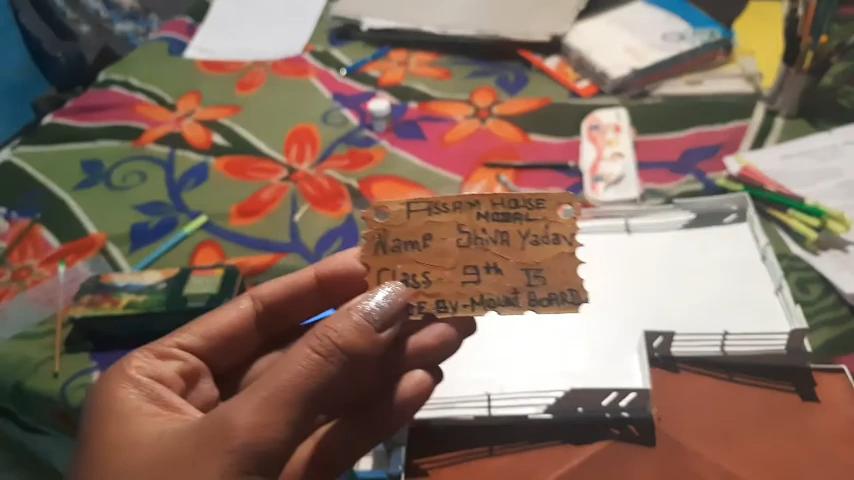 ASSAM HOUSE
MODAL
Name - Shiva Yadav
Class - 9th B
BY - MOUNT BOARD